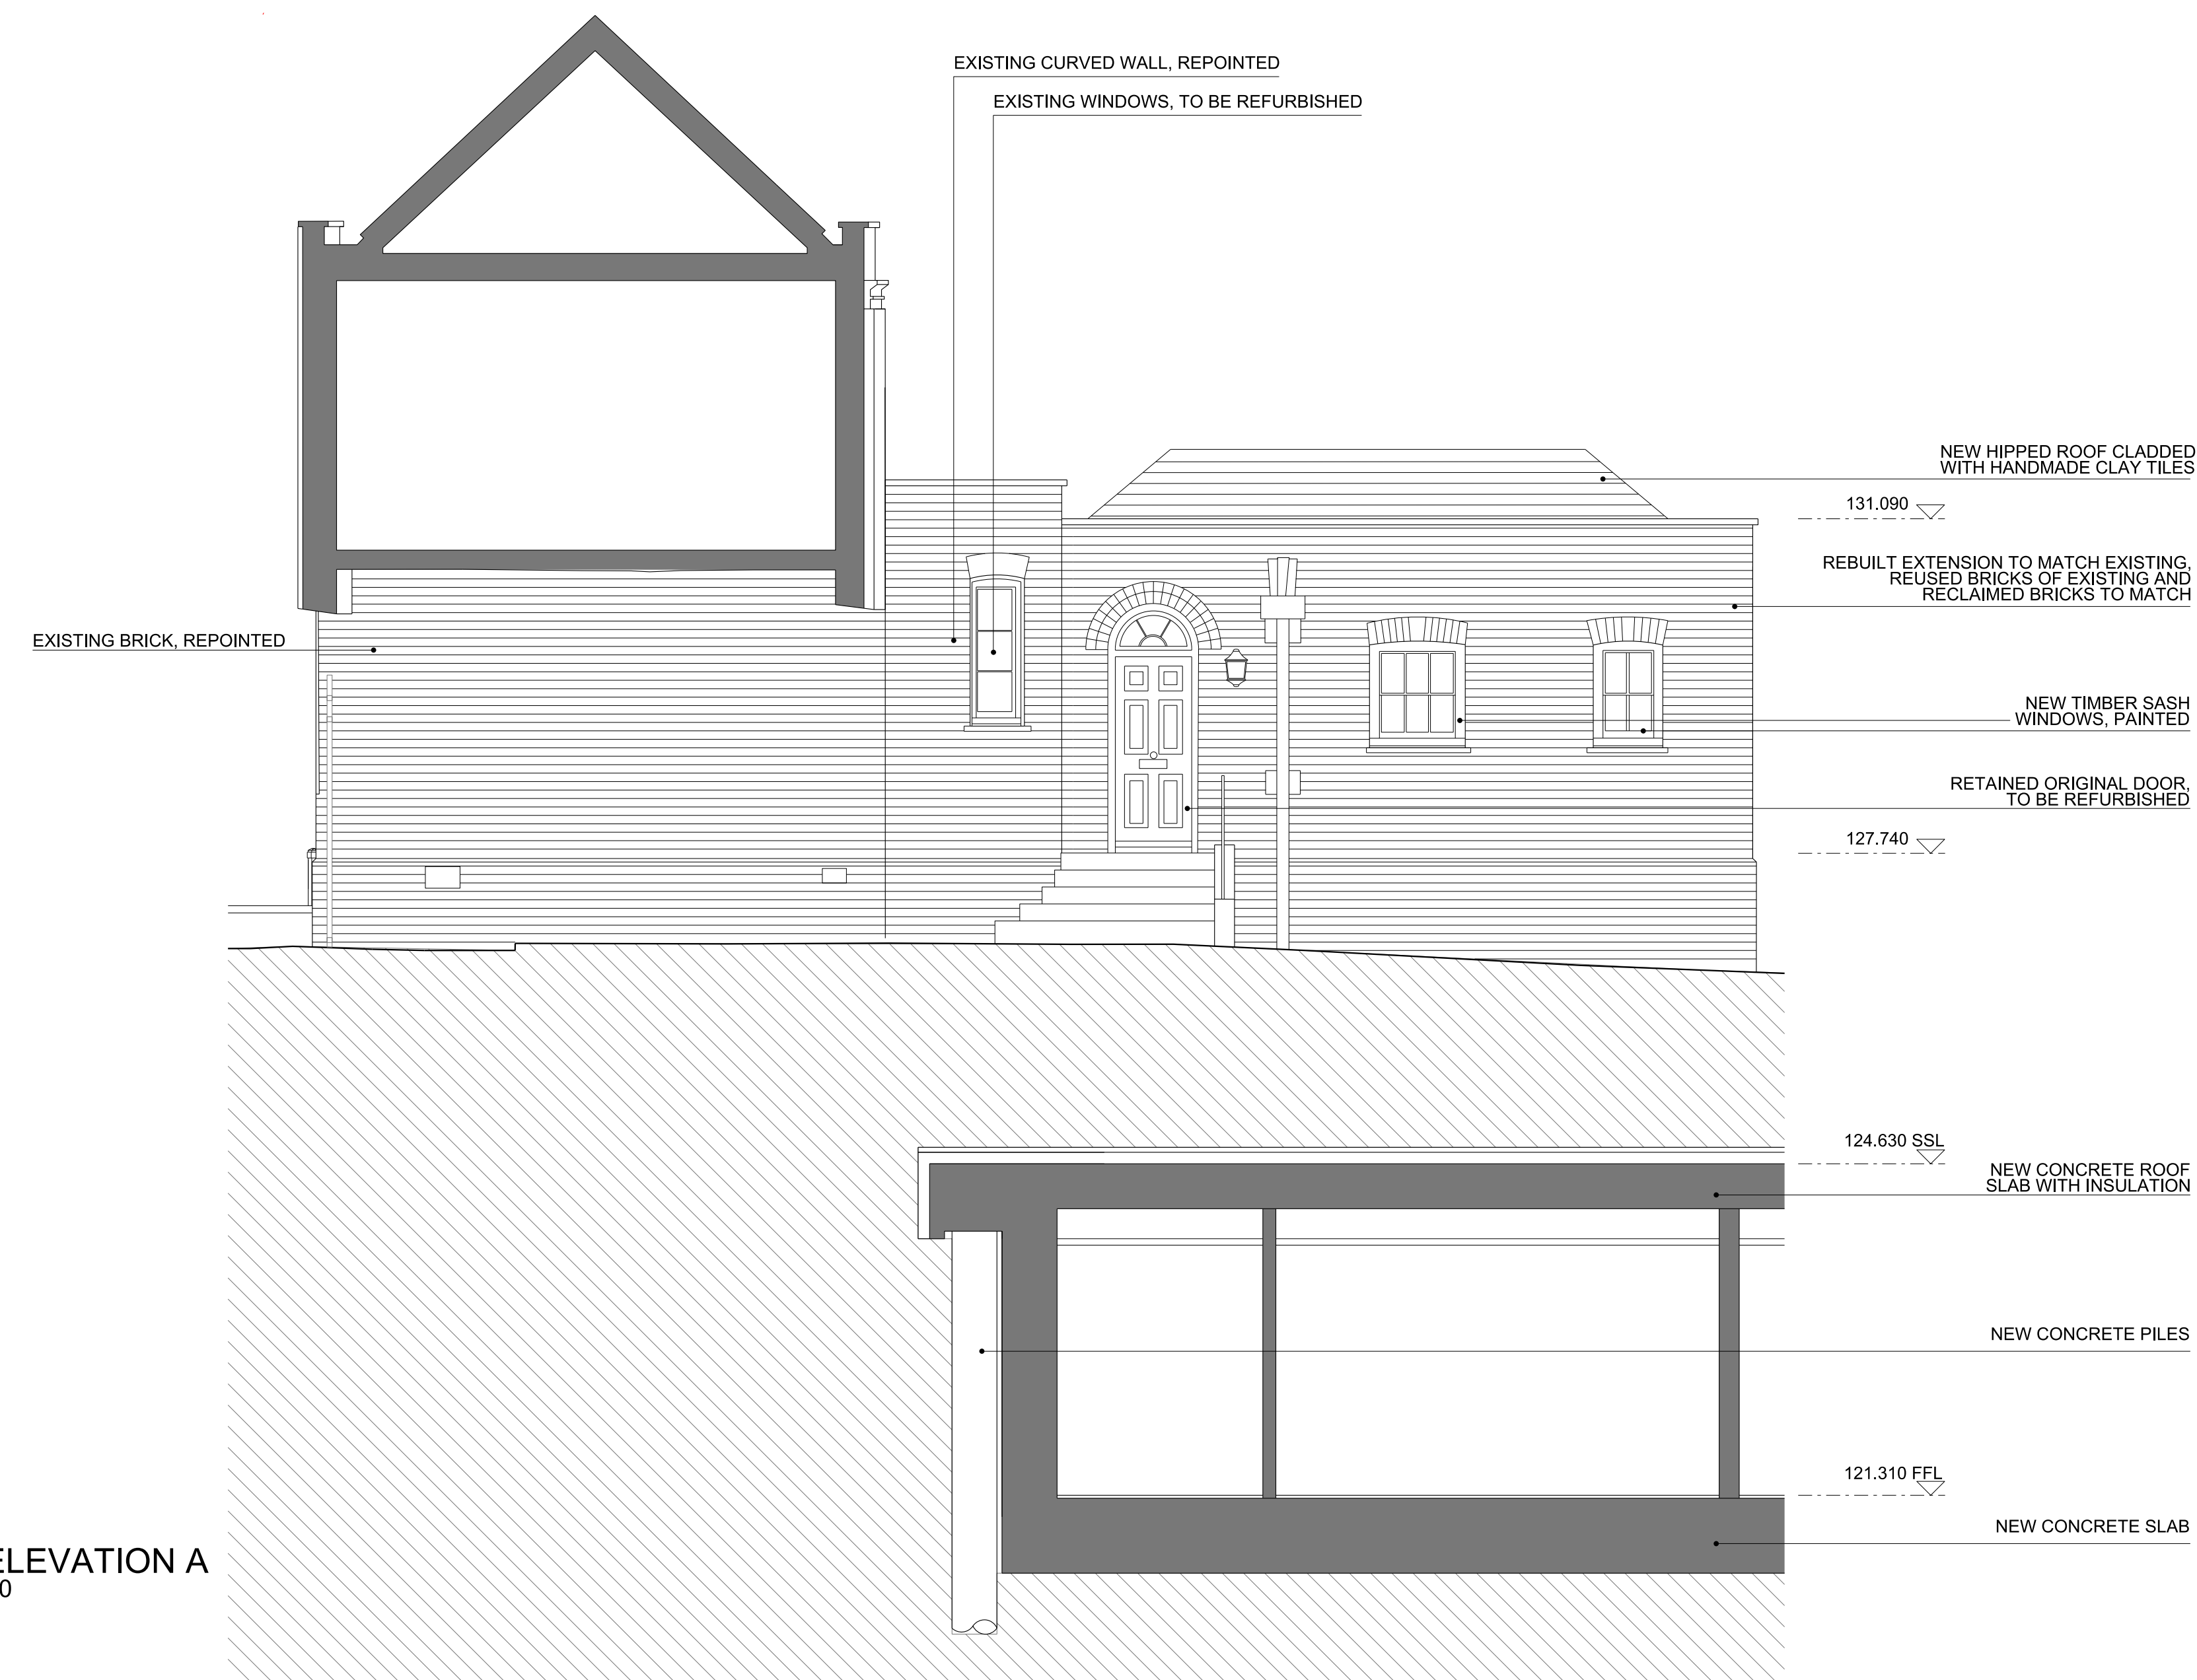 EXISTING CURVED WALL, REPOINTED
EXISTING WINDOWS, TO BE REFURBISHED
NEW HIPPED ROOF CLADDED
WITH HANDMADE CLAY TILES
131.090
REBUILT EXTENSION TO MATCH EXISTING,
REUSED BRICKS OF EXISTING AND
RECLAIMED BRICKS TO MATCH
EXISTING BRICK, REPOINTED
NEW TIMBER SASH
WINDOWS, PAINTED
RETAINED ORIGINAL DOOR,
TO BE REFURBISHED
127.740
124.630 SSL
NEW CONCRETE ROOF
SLAB WITH INSULATION
NEW CONCRETE PILES
121.310 FFL
NEW CONCRETE SLAB
ELEVATION A
0